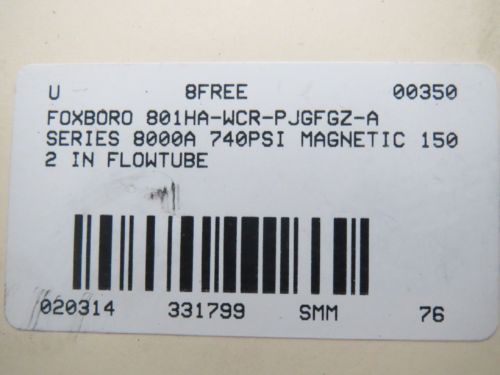 U 8FREE 00350
FOXBORO 801HA-WCR-PJGFGZ-A
SERIES 8000A 740PSI MAGNETIC 150
2 IN FLOWTUBE
020314 331799 SMM 76